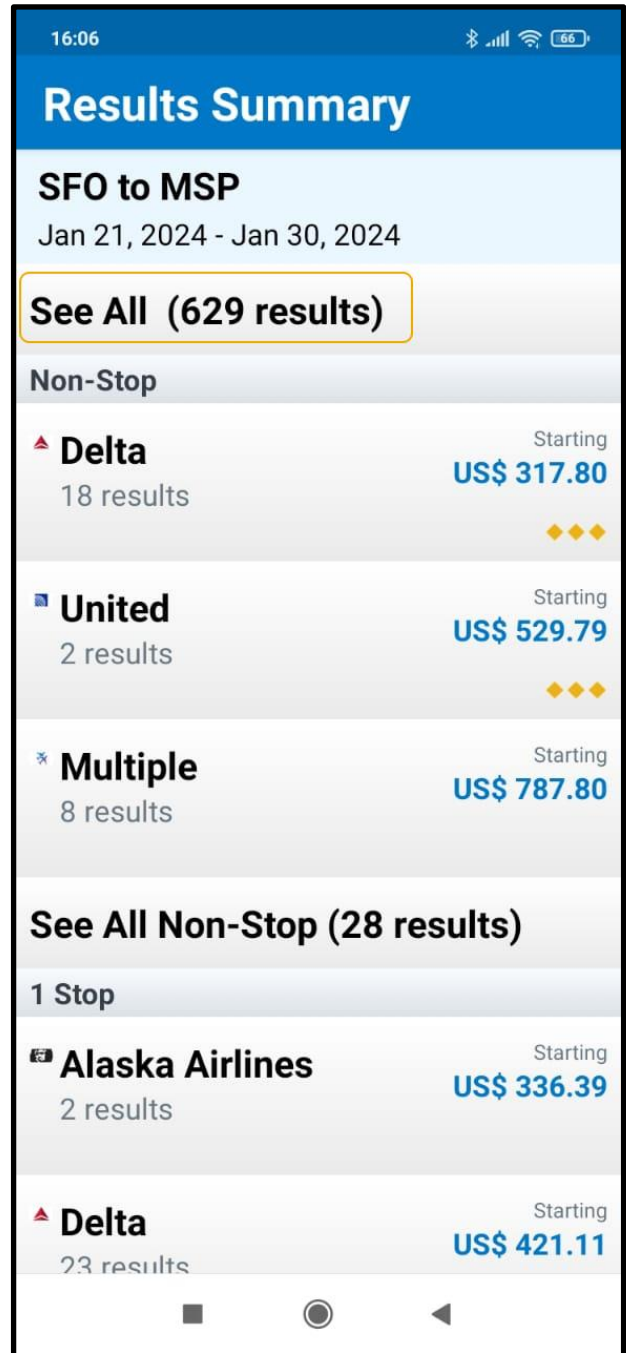 16:06
66
Results Summary
SFO to MSP
Jan 21, 2024 - Jan 30, 2024
See All (629 results)
Non-Stop
Delta
Starting
US$ 317.80
18 results
United
Starting
US$ 529.79
2 results
Multiple
Starting
US$ 787.80
8 results
See All Non-Stop (28 results)
1 Stop
Alaska Airlines
Starting
US$ 336.39
2 results
Delta
Starting
US$ 421.11
23 results